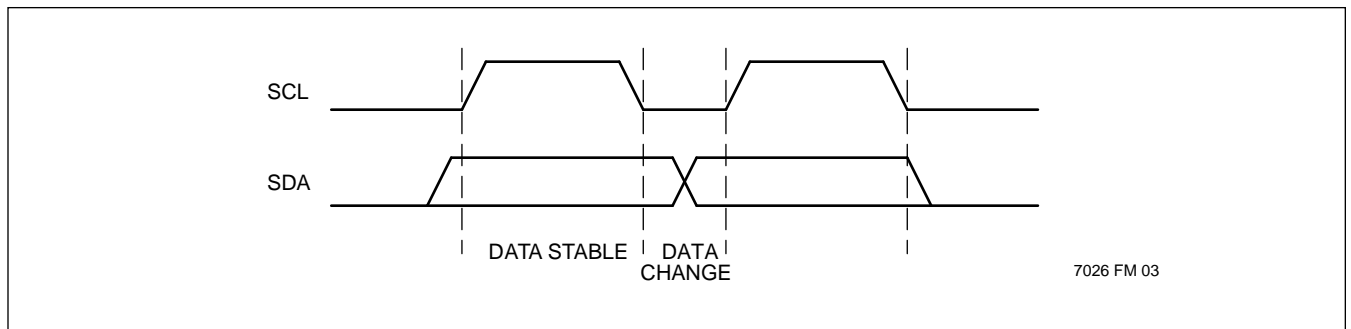 SCL
SDA
DATA STABLE
DATA
CHANGE
7026 FM 03